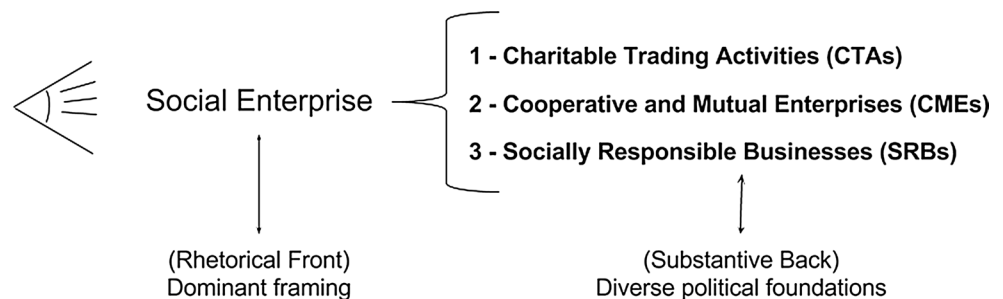 1 - Charitable Trading Activities (CTAs)
Social Enterprise
2 - Cooperative and Mutual Enterprises (CMEs)
3 - Socially Responsible Businesses (SRBs)
(Rhetorical Front)
Dominant framing
(Substantive Back)
Diverse political foundations